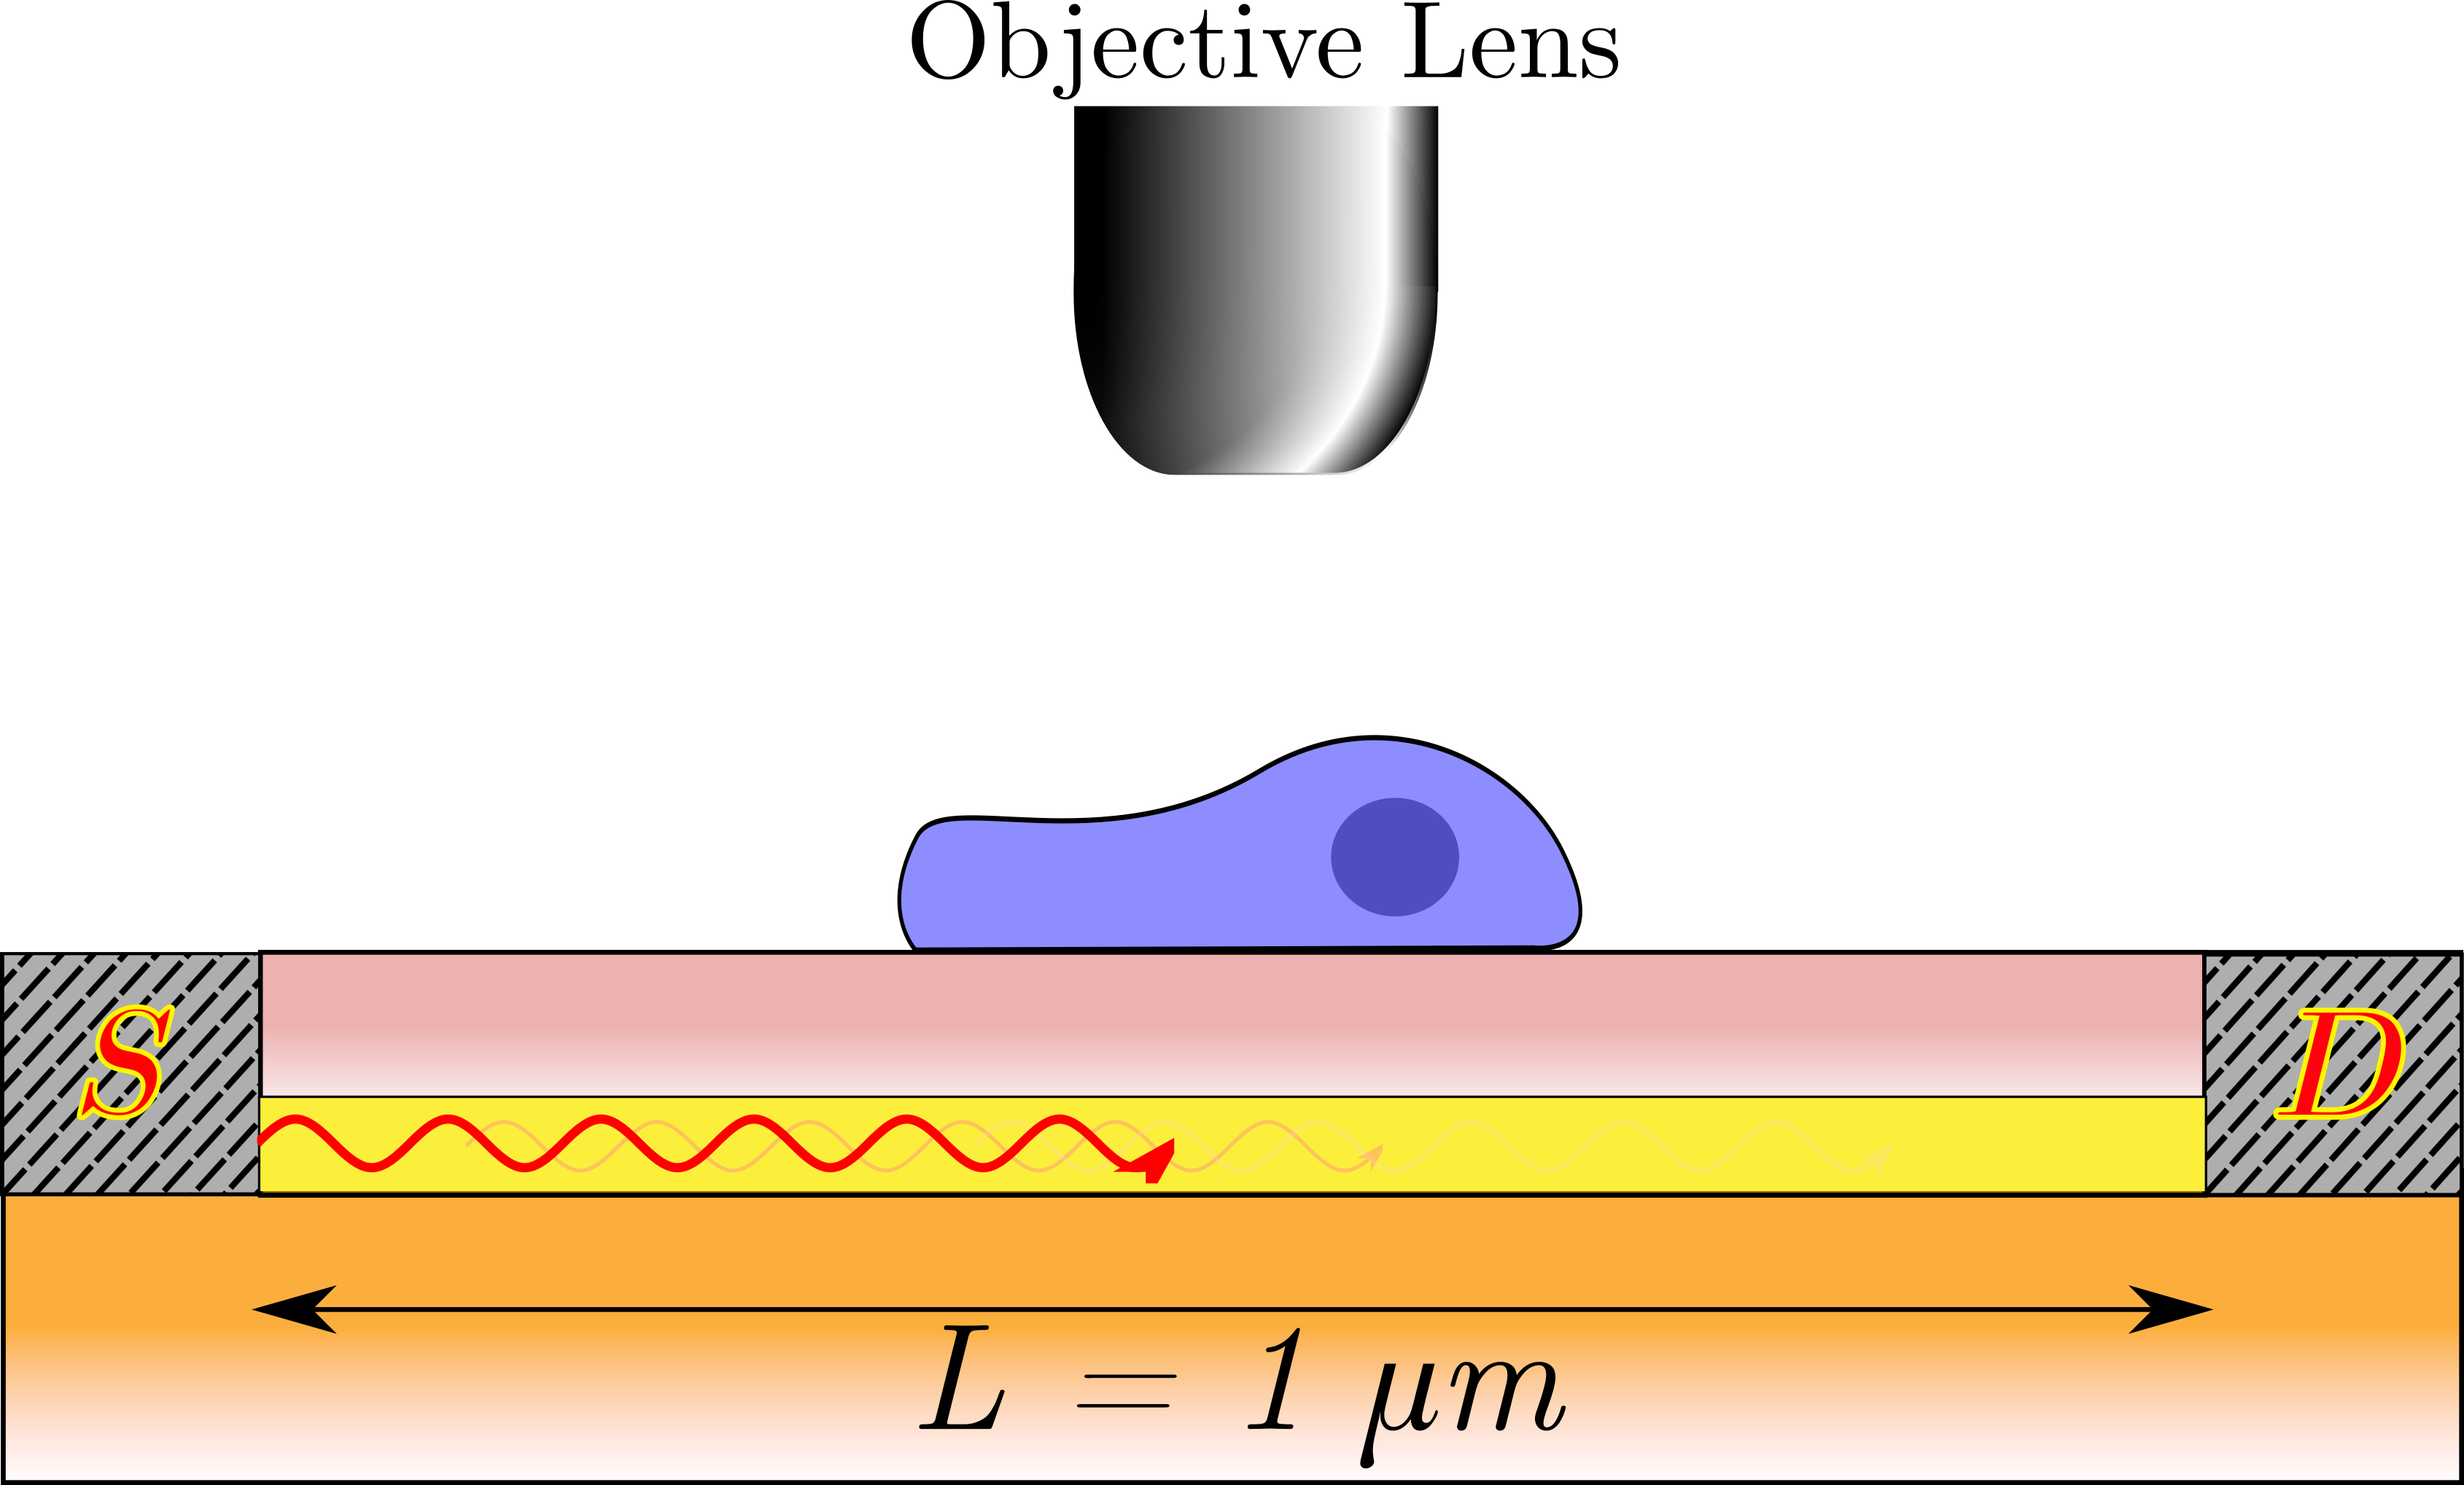 Objective Lens
S
D
L = 1 μm